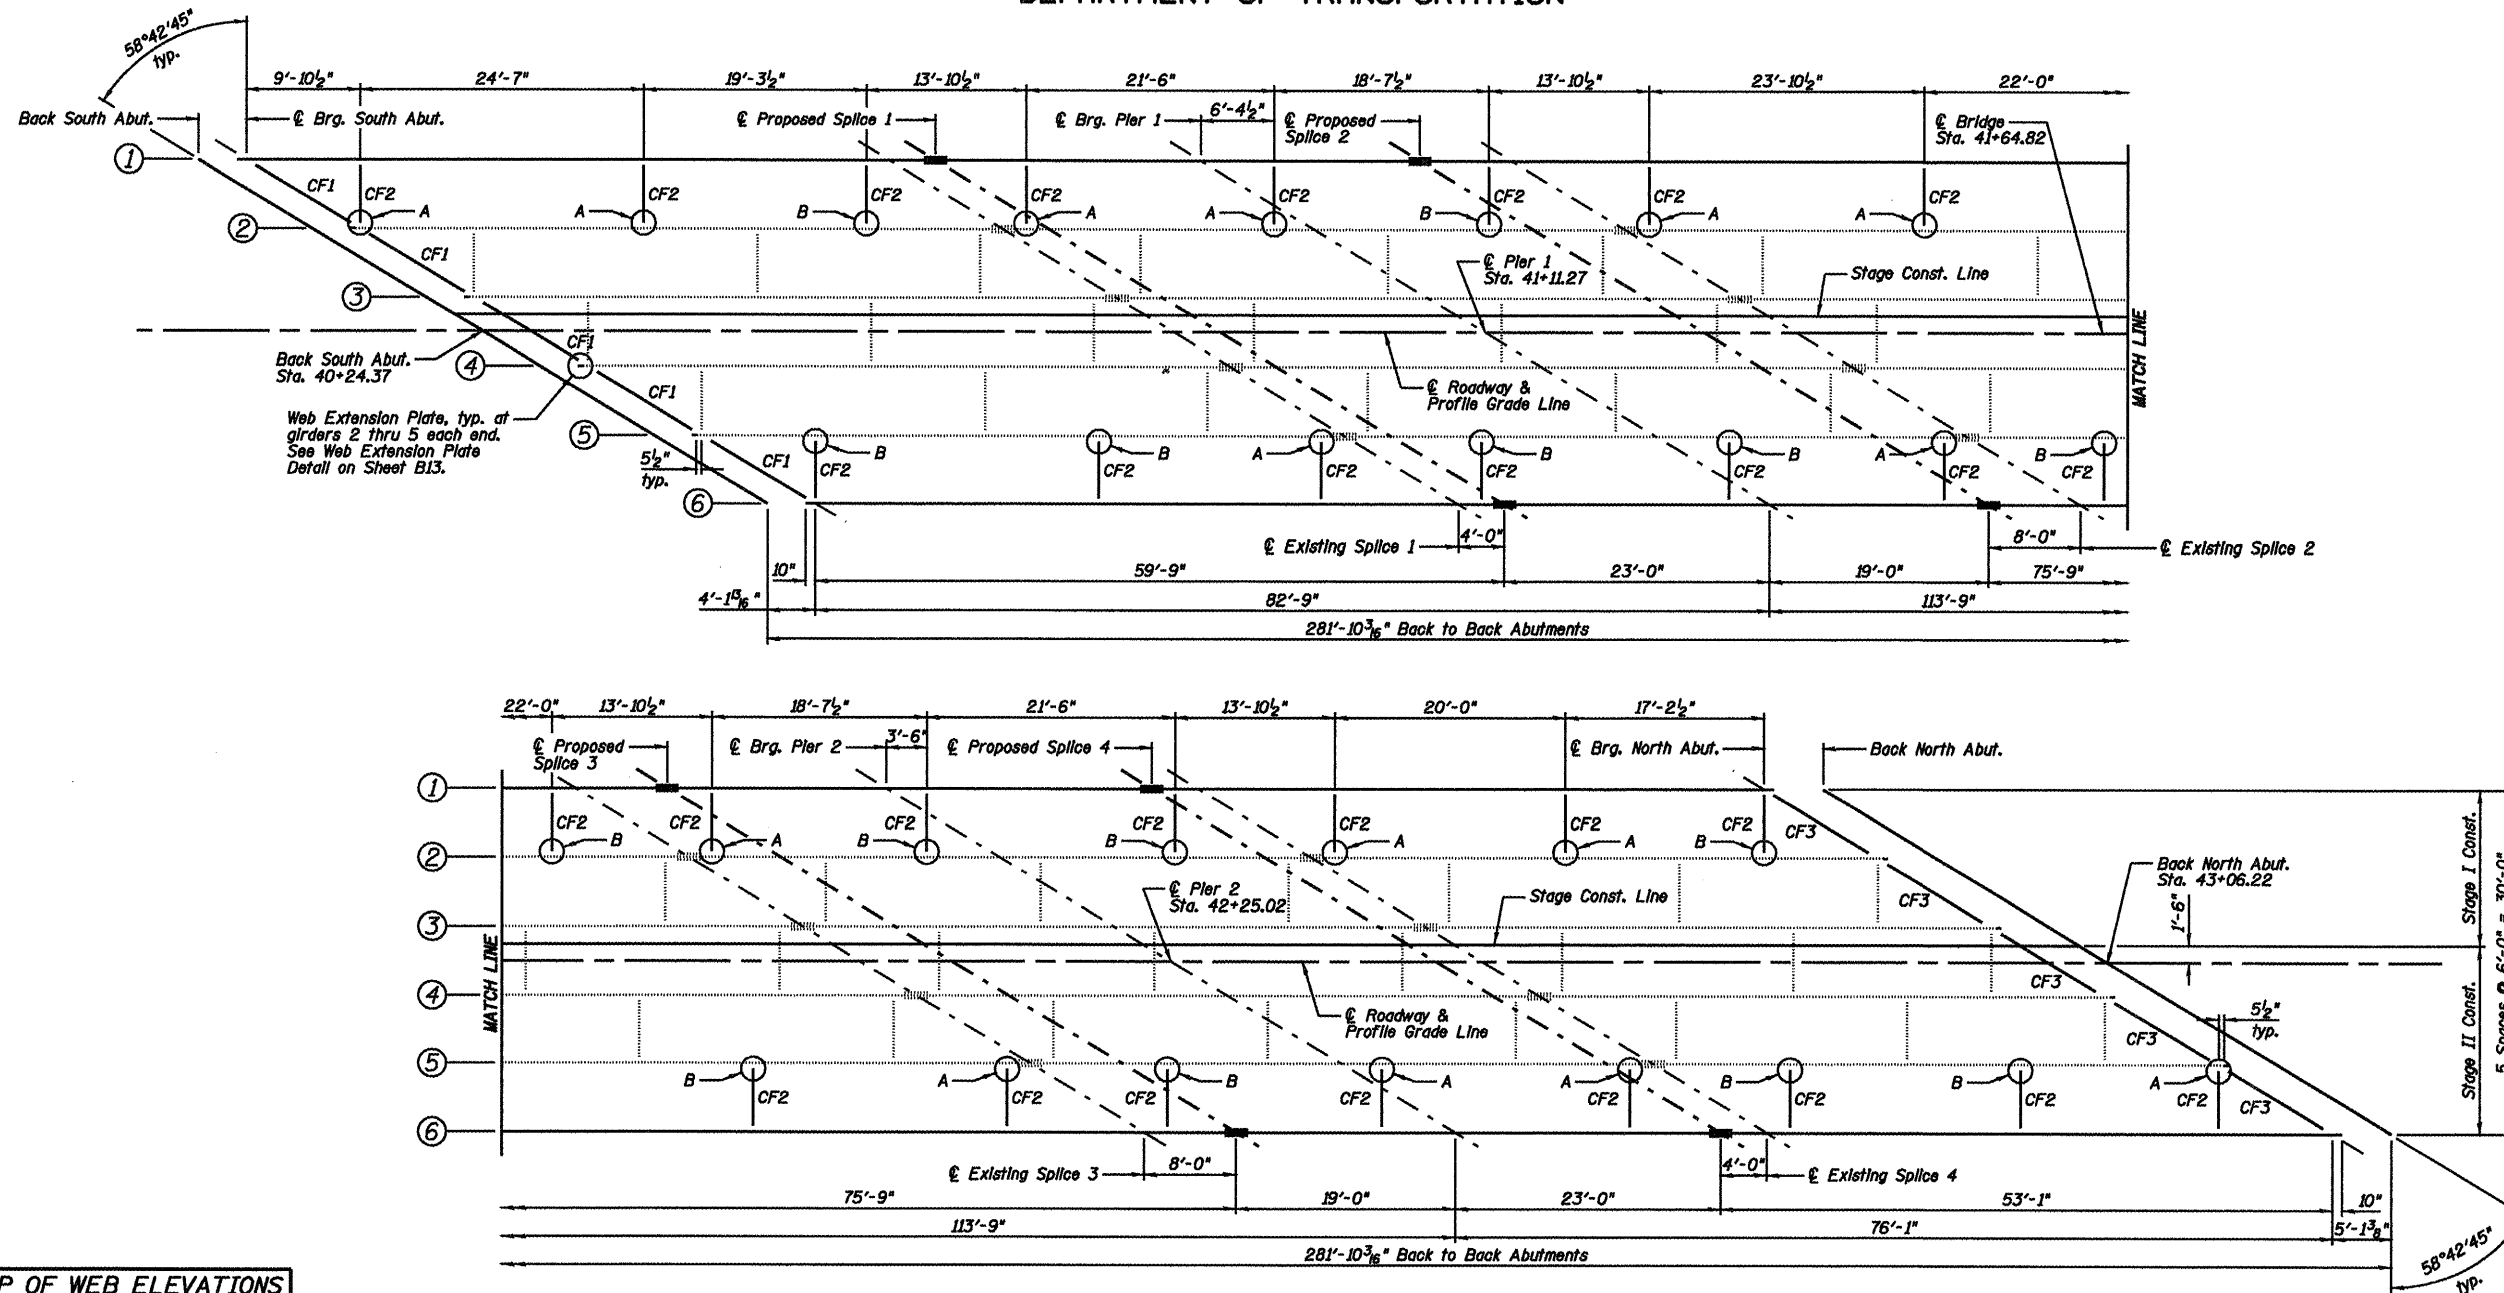 DEPARTMENT OF TRANSPORTATION
58°42'45"
typ.
9'-10½" 24'-7" 19'-3½" 13'-10½" 21'-6" 18'-7½" 13'-10½" 23'-10½" 22'-0"
6'-4½"
Back South Abut.
℄ Brg. South Abut.
℄ Proposed Splice 1
℄ Brg. Pier 1
℄ Proposed
Splice 2
℄ Bridge
Sta. 41+64.82
1
CF1 CF2 CF2 CF2 CF2 CF2 CF2 CF2 CF2
A A B A A B A A
2
CF1
℄ Pier 1
Sta. 41+11.27
Stage Const. Line
3
CF1
Back South Abut.
Sta. 40+24.37
4
MATCH LINE
CF1
℄ Roadway &
Profile Grade Line
Web Extension Plate, typ. at
girders 2 thru 5 each end.
See Web Extension Plate
Detail on Sheet B13.
5
5½"
typ.
CF1
B B A B B A B
CF2 CF2 CF2 CF2 CF2 CF2 CF2
6
℄ Existing Splice 1
4'-0"
8'-0"
℄ Existing Splice 2
10"
59'-9" 23'-0" 19'-0" 75'-9"
4'-1 13/16"
82'-9" 113'-9"
281'-10 3/16" Back to Back Abutments
22'-0" 13'-10½" 18'-7½" 21'-6" 13'-10½" 20'-0" 17'-2½"
3'-6"
℄ Proposed
Splice 3
℄ Brg. Pier 2
℄ Proposed Splice 4
℄ Brg. North Abut.
Back North Abut.
1
CF2 CF2 CF2 CF2 CF2 CF2 CF2 CF3
B A B B A A B
2
℄ Pier 2
Sta. 42+25.02
Stage Const. Line
CF3
Back North Abut.
Sta. 43+06.22
1'-6"
Stage I Const.
3
MATCH LINE
CF3
4
℄ Roadway &
Profile Grade Line
CF3
5½"
typ.
Stage II Const.
5 Spaces @ 6'-0" = 30'-0"
5
B A B A A B B A
CF2 CF2 CF2 CF2 CF2 CF2 CF2 CF2 CF3
6
℄ Existing Splice 3
8'-0"
4'-0"
℄ Existing Splice 4
75'-9" 19'-0" 23'-0" 53'-1" 10"
113'-9" 76'-1" 5'-1⅜"
281'-10 3/16" Back to Back Abutments
58°42'45"
typ.
P OF WEB ELEVATIONS